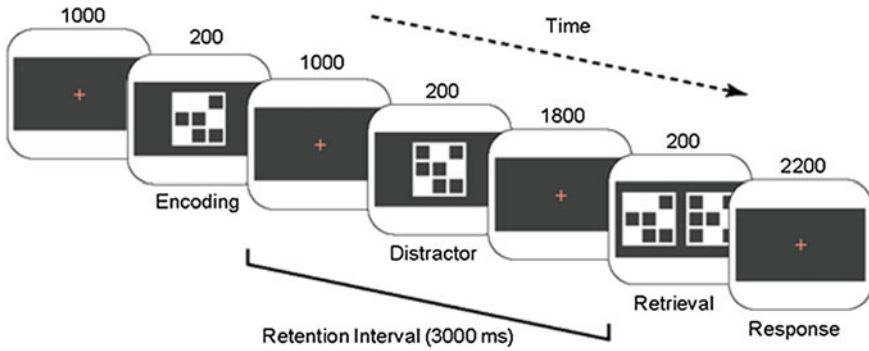 1000
200
1000
200
1800
200
2200
Time
Encoding
Distractor
Retrieval
Response
Retention Interval (3000 ms)